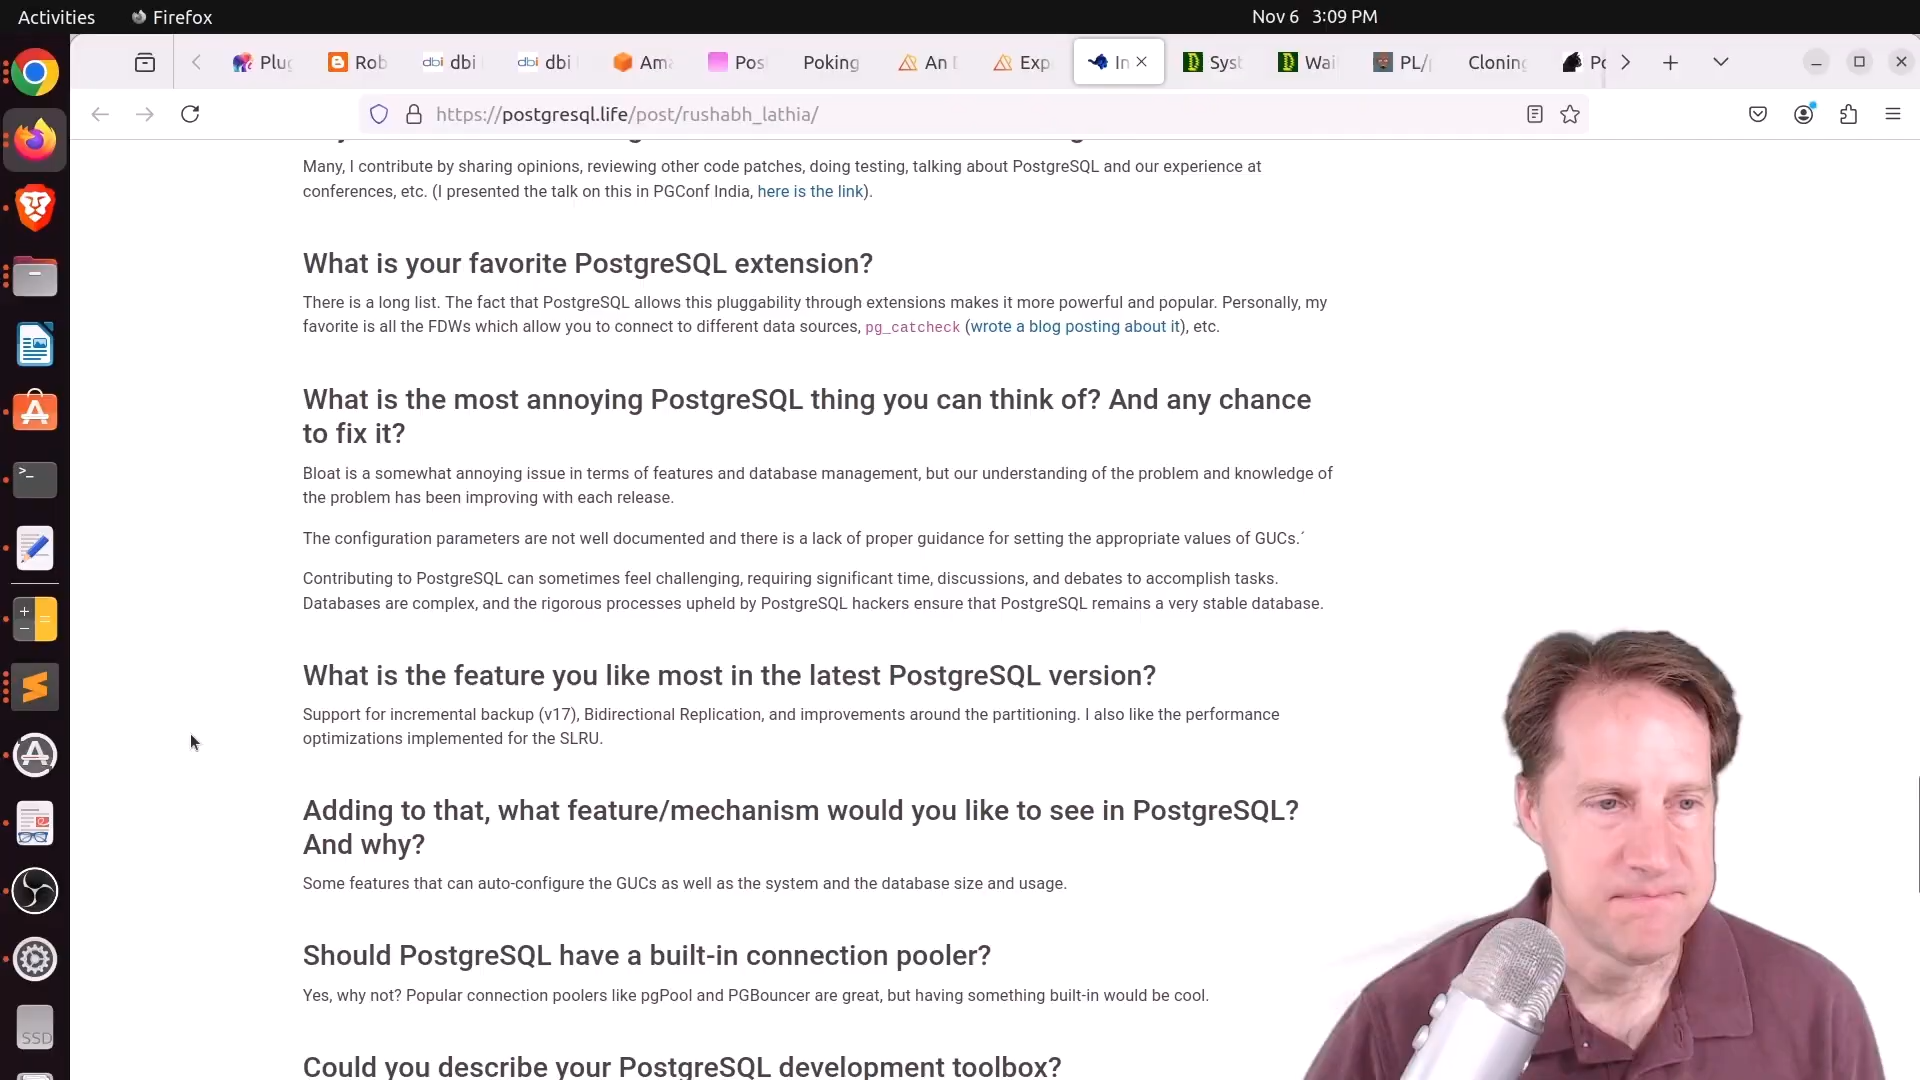 Activities
Firefox
Nov 6 3:09 PM
Plug
Rob
dbi
dbi
Ama
Pos
Poking
An
Exp
In
Syst
Wai
PL/
Cloning
Po
https://postgresql.life/post/rushabh_lathia/
Many, I contribute by sharing opinions, reviewing other code patches, doing testing, talking about PostgreSQL and our experience at
conferences, etc. (I presented the talk on this in PGConf India, here is the link).
What is your favorite PostgreSQL extension?
There is a long list. The fact that PostgreSQL allows this pluggability through extensions makes it more powerful and popular. Personally, my
favorite is all the FDWs which allow you to connect to different data sources, pg_catcheck (wrote a blog posting about it), etc.
What is the most annoying PostgreSQL thing you can think of? And any chance
to fix it?
Bloat is a somewhat annoying issue in terms of features and database management, but our understanding of the problem and knowledge of
the problem has been improving with each release.
The configuration parameters are not well documented and there is a lack of proper guidance for setting the appropriate values of GUCs.´
Contributing to PostgreSQL can sometimes feel challenging, requiring significant time, discussions, and debates to accomplish tasks.
Databases are complex, and the rigorous processes upheld by PostgreSQL hackers ensure that PostgreSQL remains a very stable database.
What is the feature you like most in the latest PostgreSQL version?
Support for incremental backup (v17), Bidirectional Replication, and improvements around the partitioning. I also like the performance
optimizations implemented for the SLRU.
Adding to that, what feature/mechanism would you like to see in PostgreSQL?
And why?
Some features that can auto-configure the GUCs as well as the system and the database size and usage.
Should PostgreSQL have a built-in connection pooler?
Yes, why not? Popular connection poolers like pgPool and PGBouncer are great, but having something built-in would be cool.
Could you describe your PostgreSQL development toolbox?
SSD